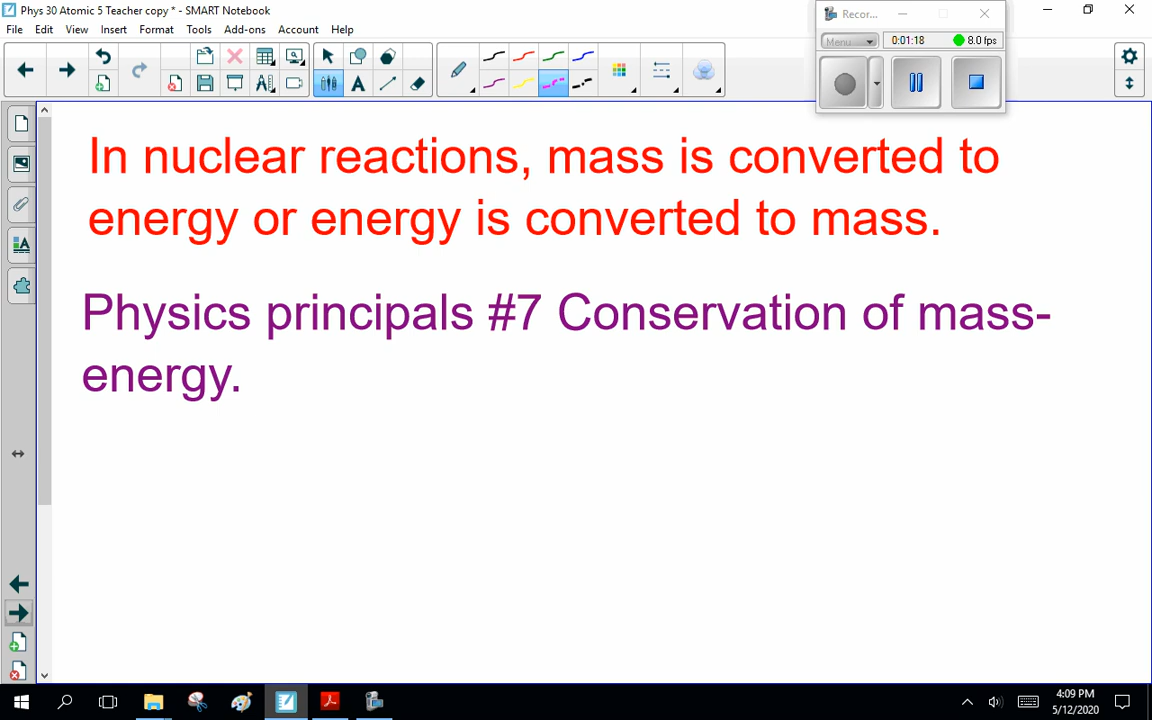 Phys 30 Atomic 5 Teacher copy * - SMART Notebook
Recor...
File Edit View Insert Format Tools Add-ons Account Help
Menu 0:01:18 8.0 fps
In nuclear reactions, mass is converted to
energy or energy is converted to mass.
Physics principals #7 Conservation of mass-
energy.
4:09 PM
5/12/2020